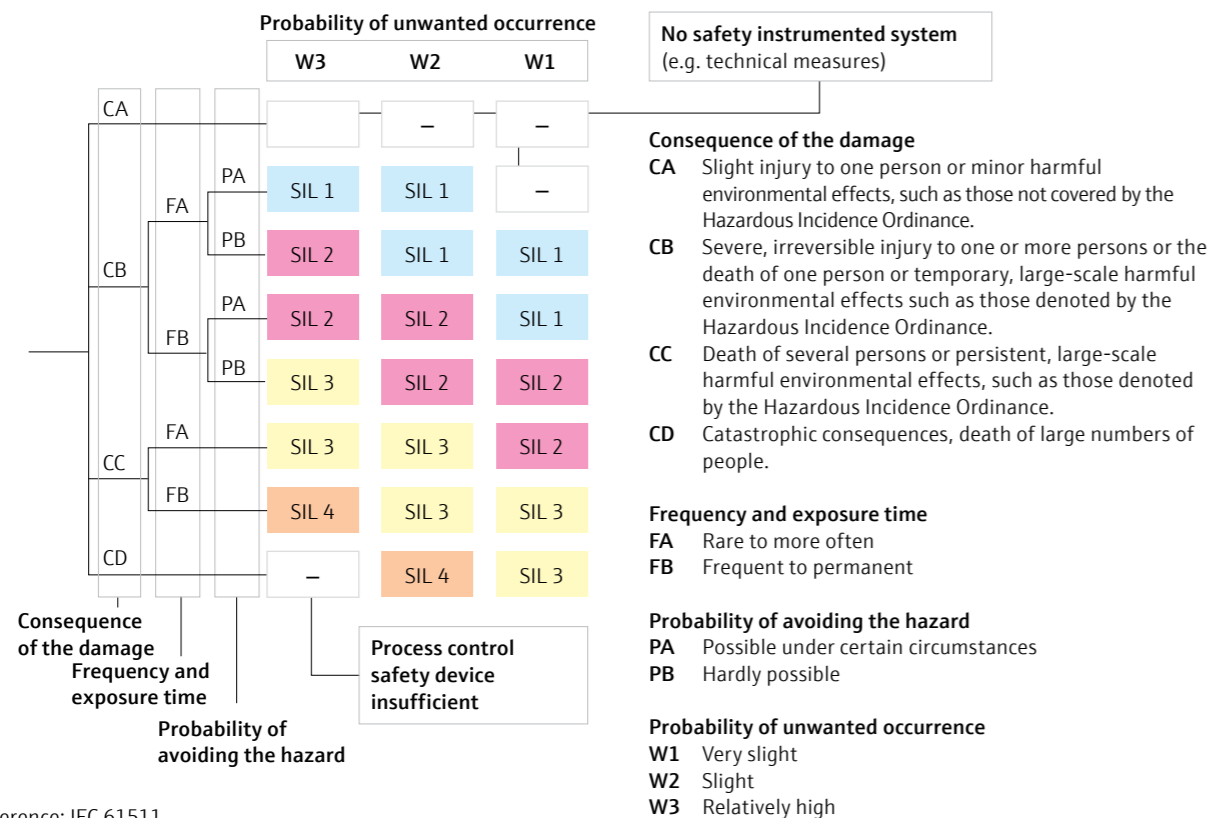 Probability of unwanted occurrence
W3 W2 W1
No safety instrumented system
(e.g. technical measures)
CA
– –
PA
SIL 1 SIL 1 –
FA
PB
SIL 2 SIL 1 SIL 1
CB
PA
SIL 2 SIL 2 SIL 1
FB
PB
SIL 3 SIL 2 SIL 2
FA
SIL 3 SIL 3 SIL 2
CC
FB
SIL 4 SIL 3 SIL 3
CD
– SIL 4 SIL 3
Consequence
of the damage
Frequency and
exposure time
Probability of
avoiding the hazard
Process control
safety device
insufficient
Consequence of the damage
CA Slight injury to one person or minor harmful
environmental effects, such as those not covered by the
Hazardous Incidence Ordinance.
CB Severe, irreversible injury to one or more persons or the
death of one person or temporary, large-scale harmful
environmental effects such as those denoted by the
Hazardous Incidence Ordinance.
CC Death of several persons or persistent, large-scale
harmful environmental effects, such as those denoted
by the Hazardous Incidence Ordinance.
CD Catastrophic consequences, death of large numbers of
people.
Frequency and exposure time
FA Rare to more often
FB Frequent to permanent
Probability of avoiding the hazard
PA Possible under certain circumstances
PB Hardly possible
Probability of unwanted occurrence
W1 Very slight
W2 Slight
W3 Relatively high
IEC 61511